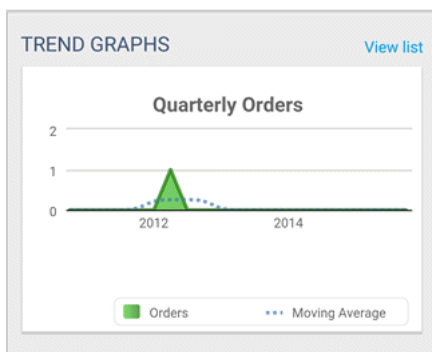 TREND GRAPHS View list
Quarterly Orders
2
1
0
2012 2014
Orders Moving Average